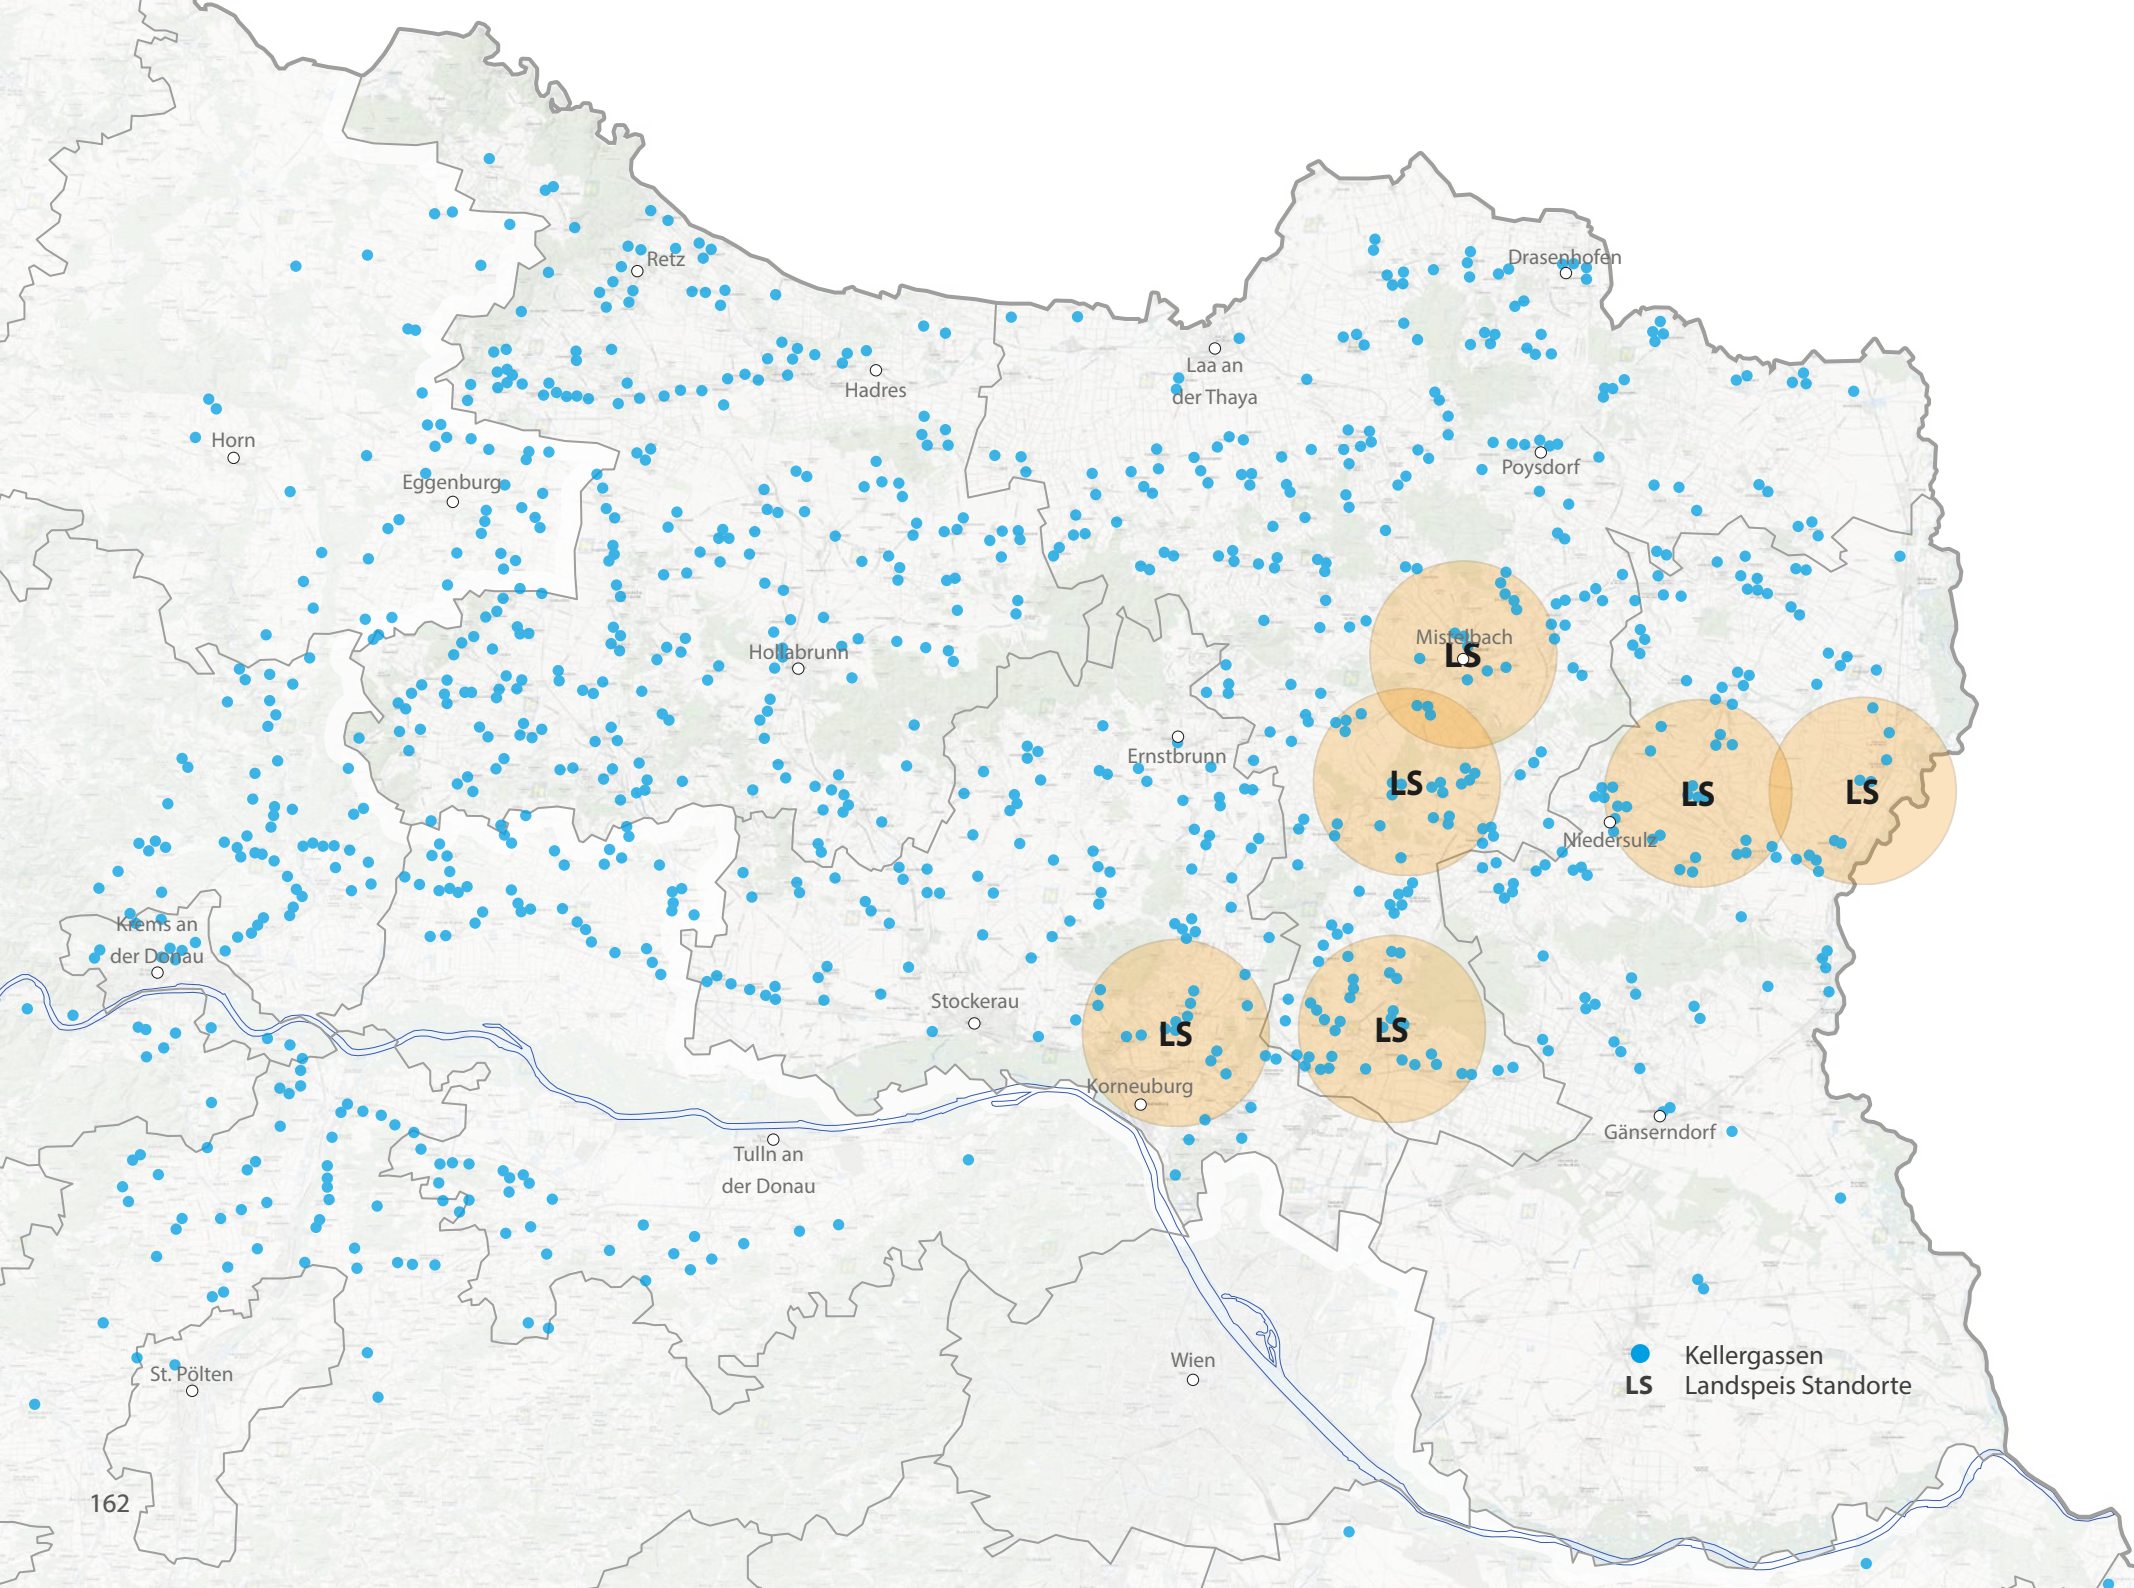 Retz
Drasenhofen
Laa an
der Thaya
Hadres
Horn
Eggenburg
Poysdorf
Mistelbach
LS
Hollabrunn
Ernstbrunn
LS
LS
LS
Niedersulz
Krems an
der Donau
Stockerau
LS
LS
Korneuburg
Gänserndorf
Tulln an
der Donau
Wien
St. Pölten
Kellergassen
LS Landspeis Standorte
162